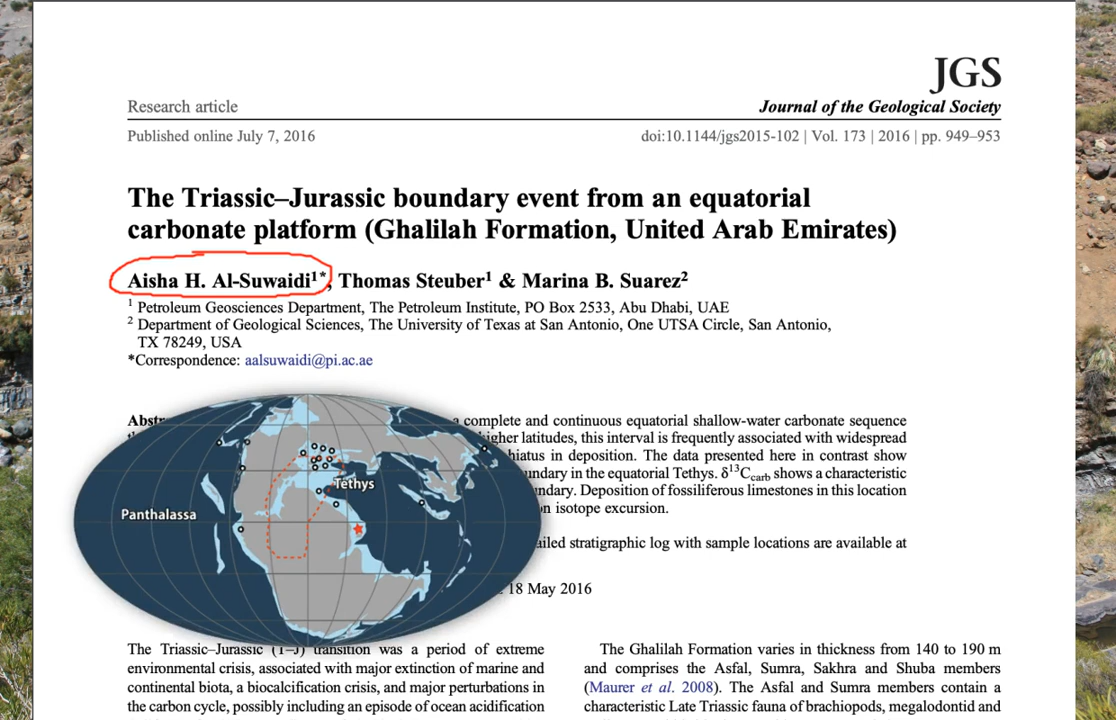 JGS
Research article
Journal of the Geological Society
Published online July 7, 2016
doi:10.1144/jgs2015-102 | Vol. 173 | 2016 | pp. 949–953
The Triassic–Jurassic boundary event from an equatorial
carbonate platform (Ghalilah Formation, United Arab Emirates)
Aisha H. Al-Suwaidi¹*, Thomas Steuber¹ & Marina B. Suarez²
¹ Petroleum Geosciences Department, The Petroleum Institute, PO Box 2533, Abu Dhabi, UAE
² Department of Geological Sciences, The University of Texas at San Antonio, One UTSA Circle, San Antonio,
TX 78249, USA
*Correspondence: aalsuwaidi@pi.ac.ae
a complete and continuous equatorial shallow-water carbonate sequence
higher latitudes, this interval is frequently associated with widespread
hiatus in deposition. The data presented here in contrast show
in the equatorial Tethys. δ¹³Ccarb shows a characteristic
Deposition of fossiliferous limestones in this location
isotope excursion.
stratigraphic log with sample locations are available at
18 May 2016
Tethys
Panthalassa
The Triassic–Jurassic (T–J) transition was a period of extreme
environmental crisis, associated with major extinction of marine and
continental biota, a biocalcification crisis, and major perturbations in
the carbon cycle, possibly including an episode of ocean acidification
The Ghalilah Formation varies in thickness from 140 to 190 m
and comprises the Asfal, Sumra, Sakhra and Shuba members
(Maurer et al. 2008). The Asfal and Sumra members contain a
characteristic Late Triassic fauna of brachiopods, megalodontid and